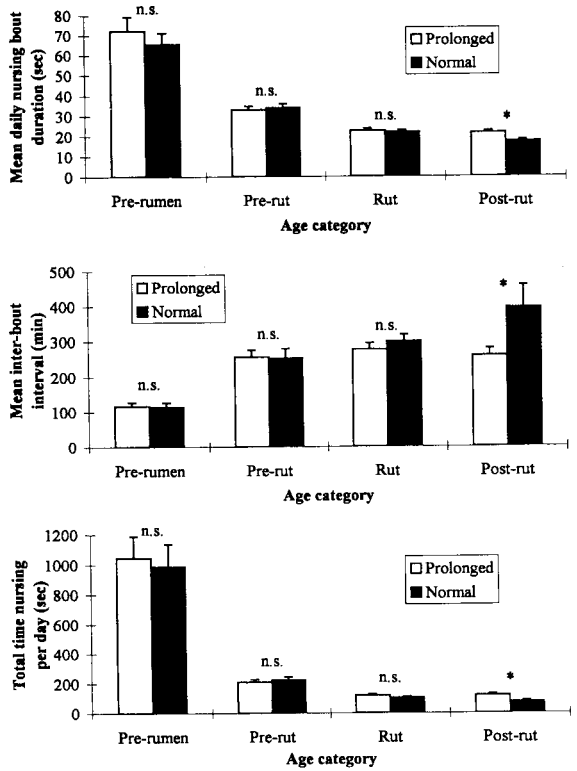 Mean daily nursing bout
duration (sec)
80
70
60
50
40
30
20
10
0
n.s.
n.s.
n.s.
*
Prolonged
Normal
Pre-rumen
Pre-rut
Rut
Post-rut
Age category
Mean inter-bout
interval (min)
500
400
300
200
100
0
Prolonged
Normal
n.s.
n.s.
n.s.
*
Pre-rumen
Pre-rut
Rut
Post-rut
Age category
Total time nursing
per day (sec)
1200
1000
800
600
400
200
0
n.s.
n.s.
n.s.
*
Prolonged
Normal
Pre-rumen
Pre-rut
Rut
Post-rut
Age category